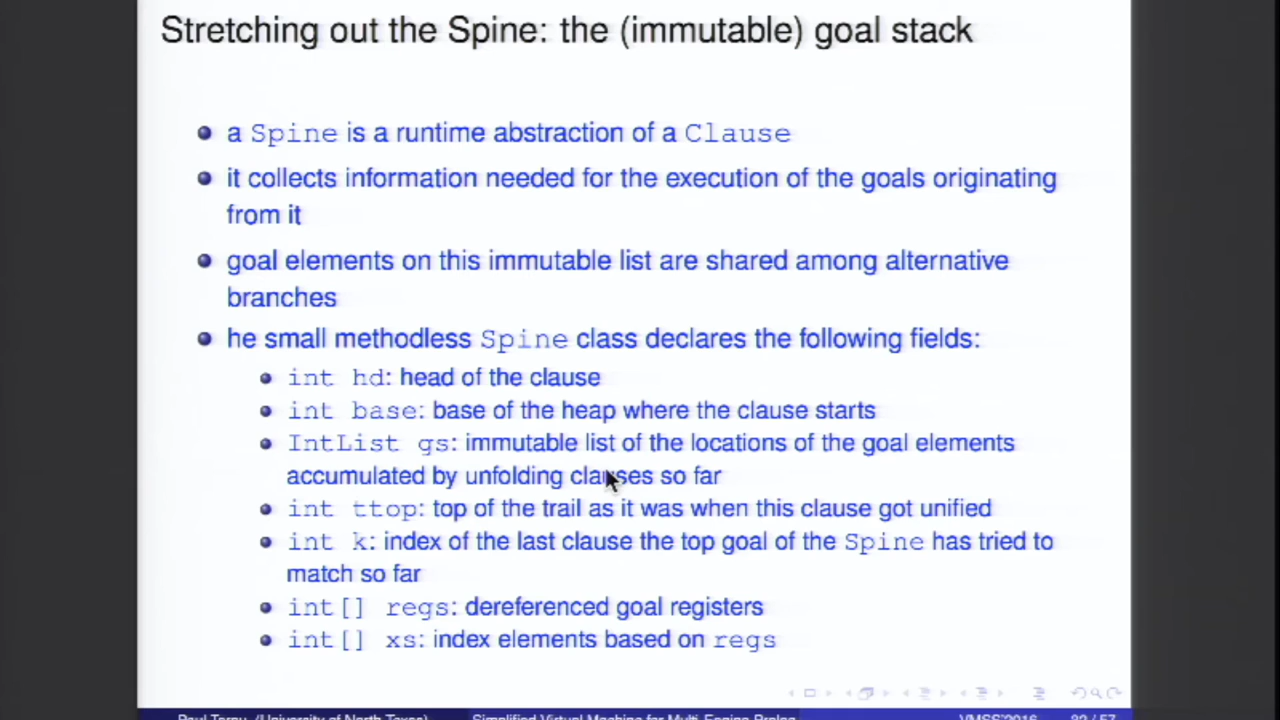 Stretching out the Spine: the (immutable) goal stack
a Spine is a runtime abstraction of a Clause
it collects information needed for the execution of the goals originating
from it
goal elements on this immutable list are shared among alternative
branches
he small methodless Spine class declares the following fields:
int hd: head of the clause
int base: base of the heap where the clause starts
IntList gs: immutable list of the locations of the goal elements
accumulated by unfolding clauses so far
int ttop: top of the trail as it was when this clause got unified
int k: index of the last clause the top goal of the Spine has tried to
match so far
int[] regs: dereferenced goal registers
int[] xs: index elements based on regs
(University of North Texas) Simplified Virtual Machine for Multi-Engine Prolog VMSS'2016 / 57